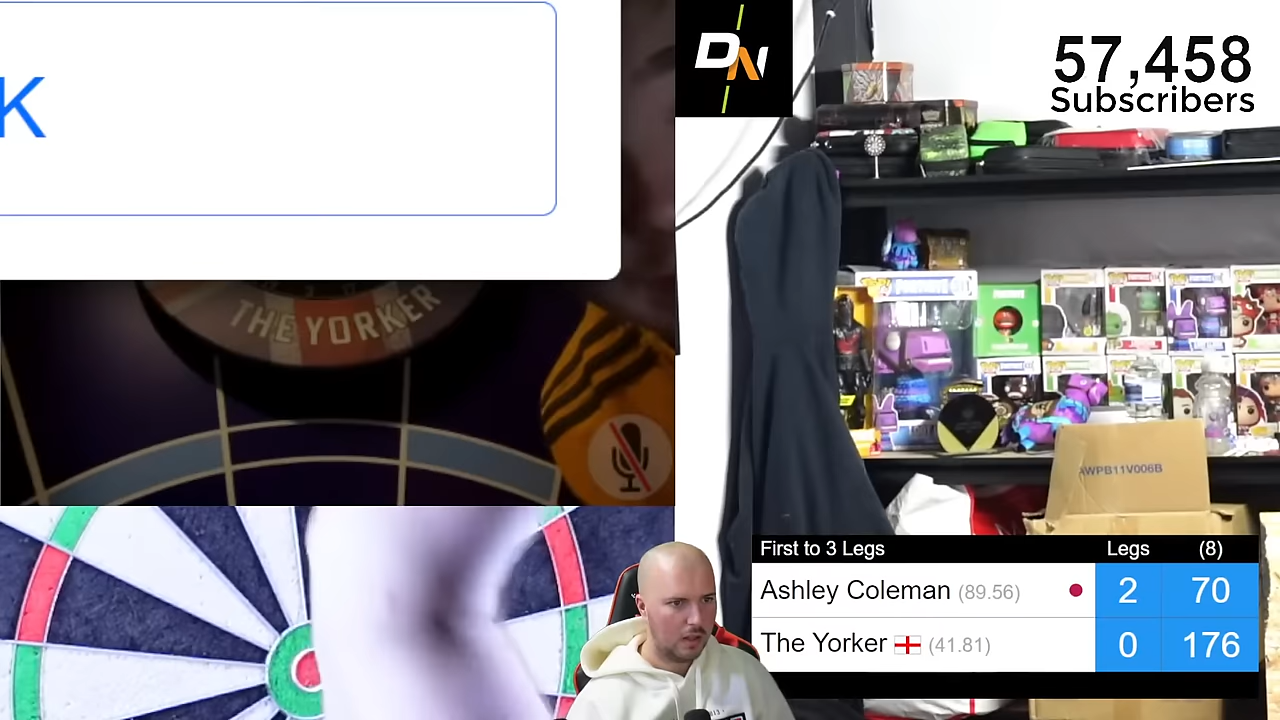 K
THE YORKER
DN
57,458
Subscribers
FORTNITE
AWPB11V006B
First to 3 Legs Legs (8)
Ashley Coleman (89.56) 2 70
The Yorker (41.81) 0 176